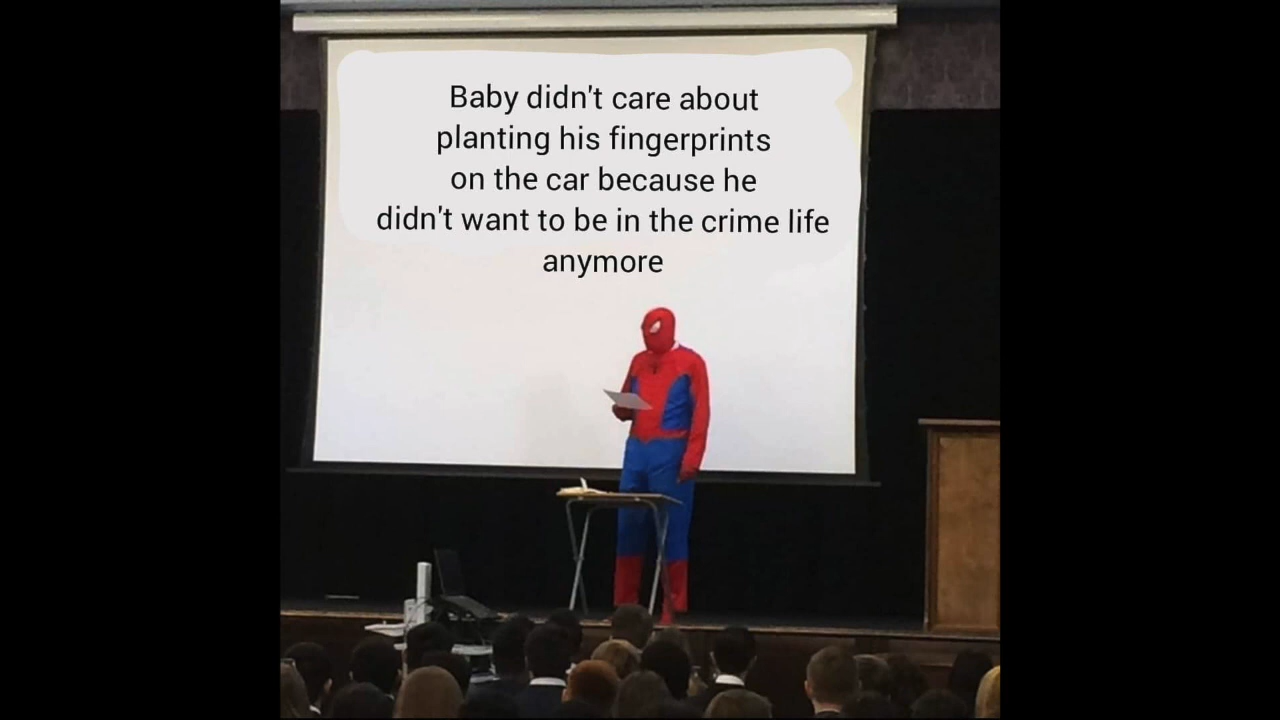 Baby didn't care about
planting his fingerprints
on the car because he
didn't want to be in the crime life
anymore